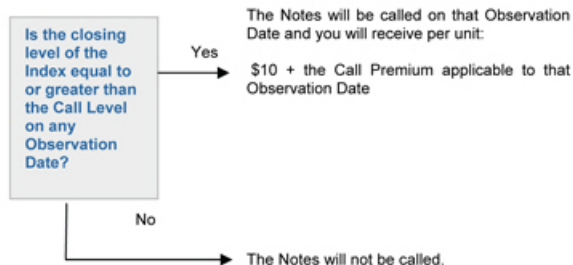 Is the closing
level of the
Index equal to
or greater than
the Call Level
on any
Observation
Date?
Yes
The Notes will be called on that Observation
Date and you will receive per unit:
$10 + the Call Premium applicable to that
Observation Date
No
The Notes will not be called.